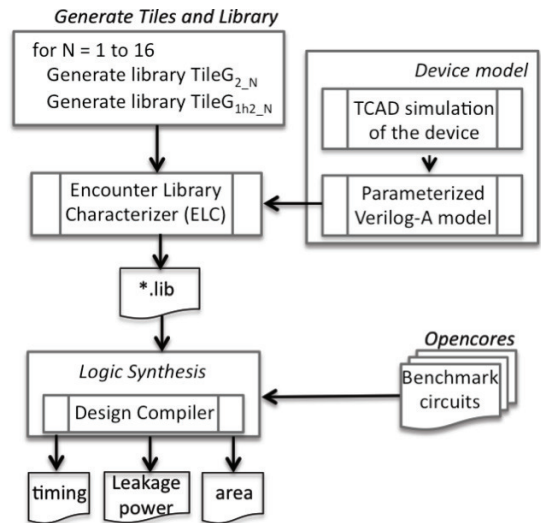 Generate Tiles and Library
for N = 1 to 16
Generate library TileG2_N
Generate library TileG1h2_N
Device model
TCAD simulation
of the device
Parameterized
Verilog-A model
Encounter Library
Characterizer (ELC)
*.lib
Opencores
Benchmark
circuits
Logic Synthesis
Design Compiler
timing
Leakage
power
area